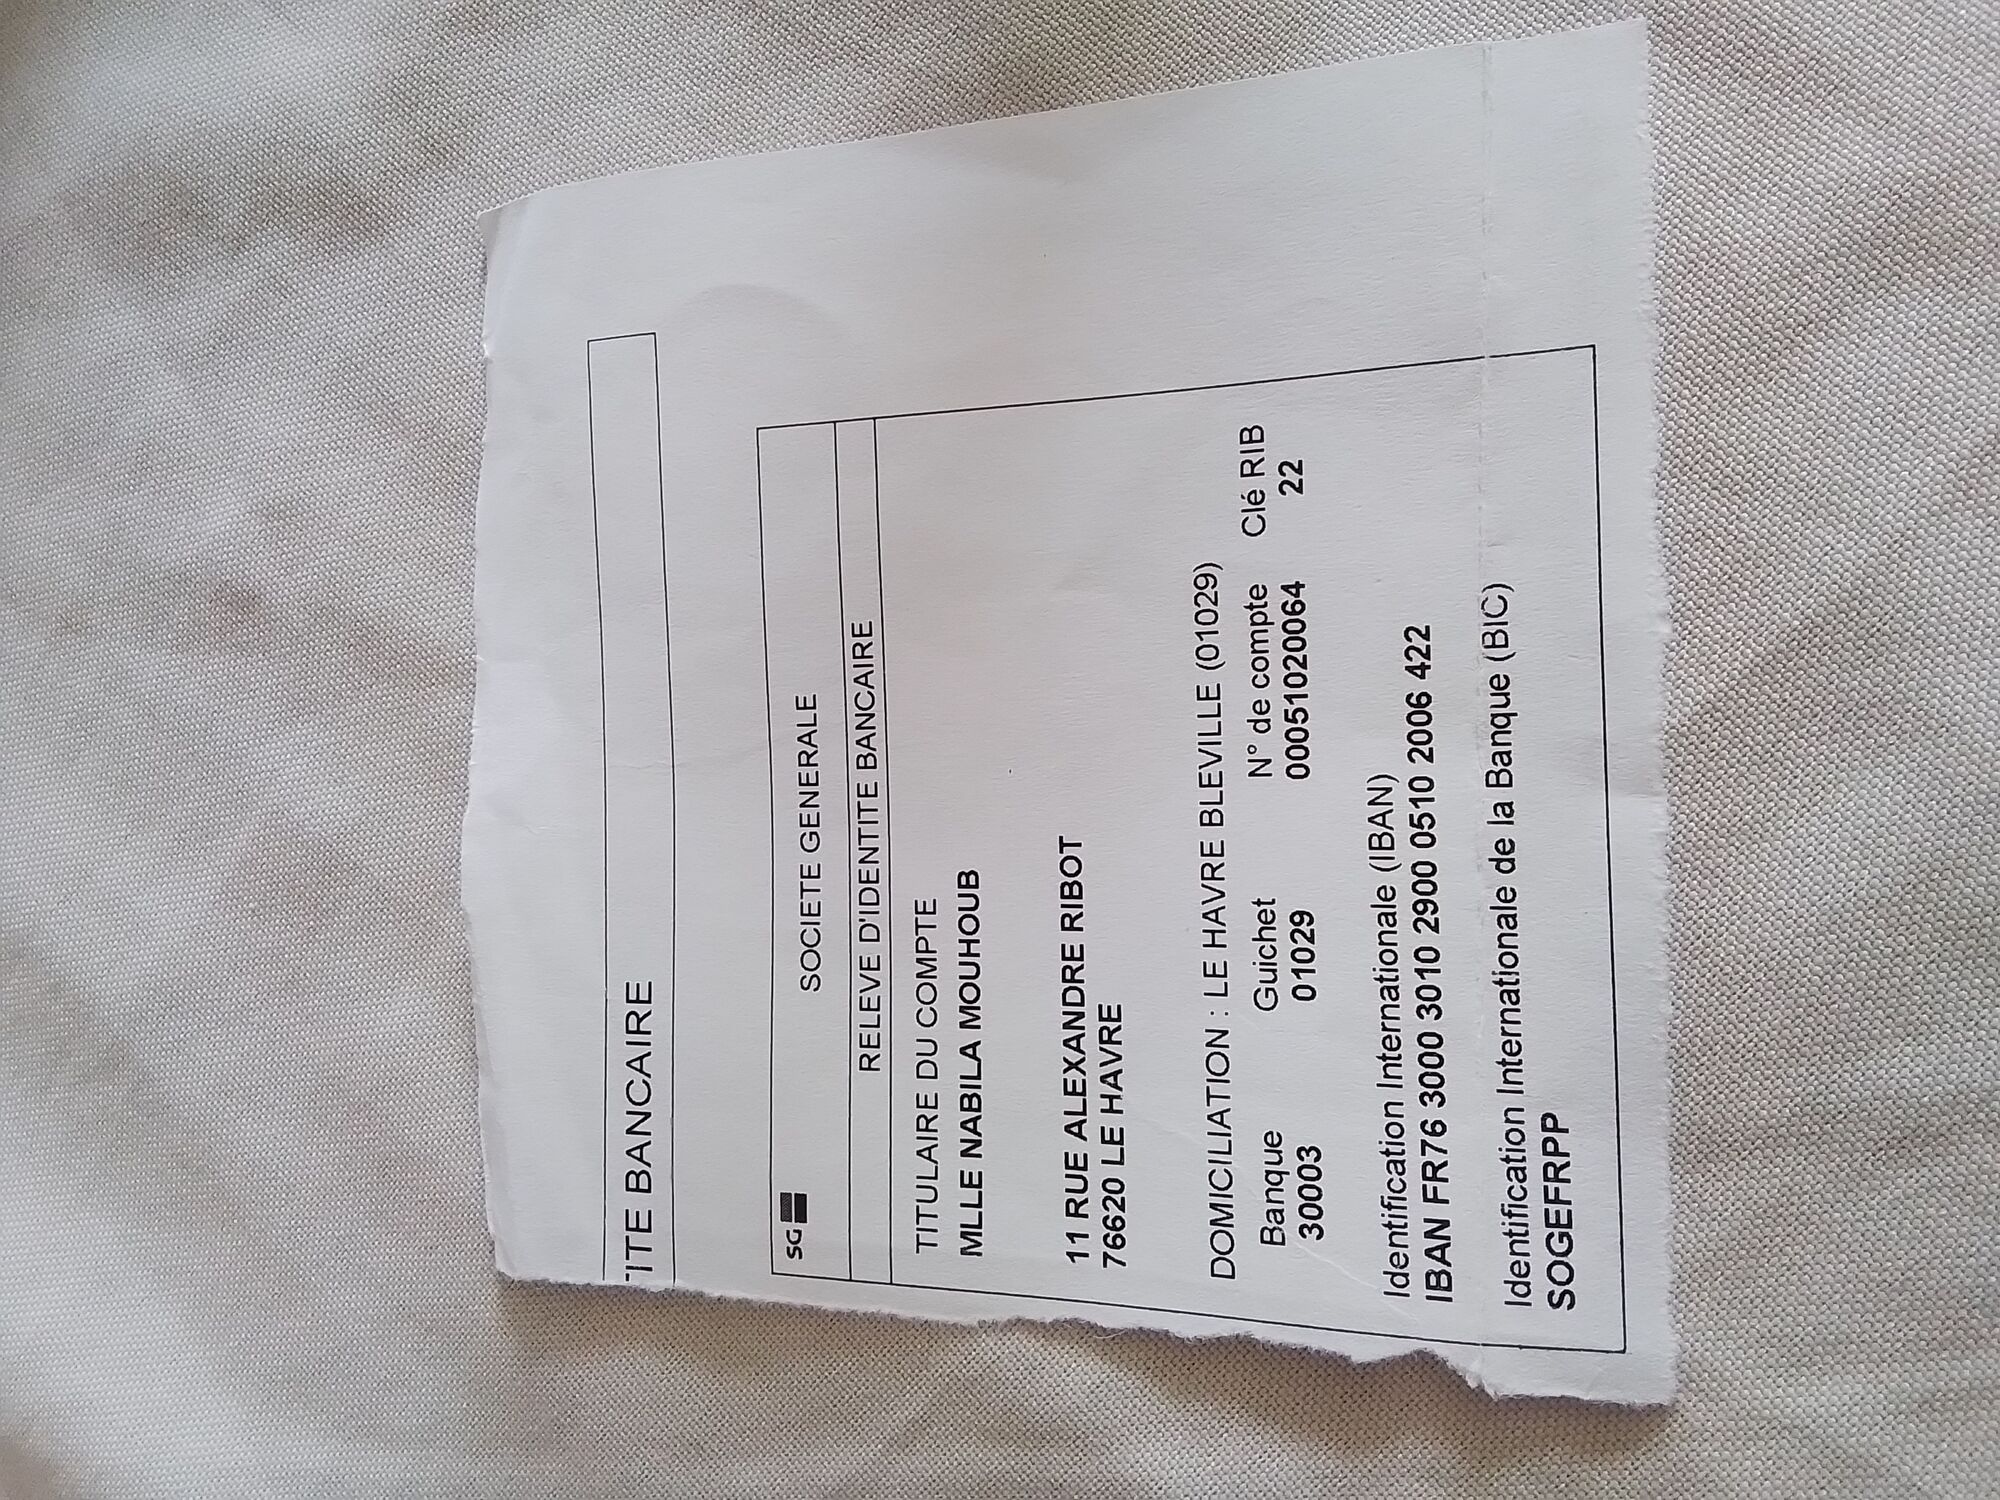 TITE BANCAIRE
SG
SOCIETE GENERALE
RELEVE D'IDENTITE BANCAIRE
TITULAIRE DU COMPTE
MLLE NABILA MOUHOUB
11 RUE ALEXANDRE RIBOT
76620 LE HAVRE
DOMICILIATION : LE HAVRE BLEVILLE (01029)
Banque Guichet N° de compte Clé RIB
30003 01029 00051020064 22
Identification Internationale (IBAN)
IBAN FR76 3000 3010 2900 0510 2006 422
Identification Internationale de la Banque (BIC)
SOGEFRPP